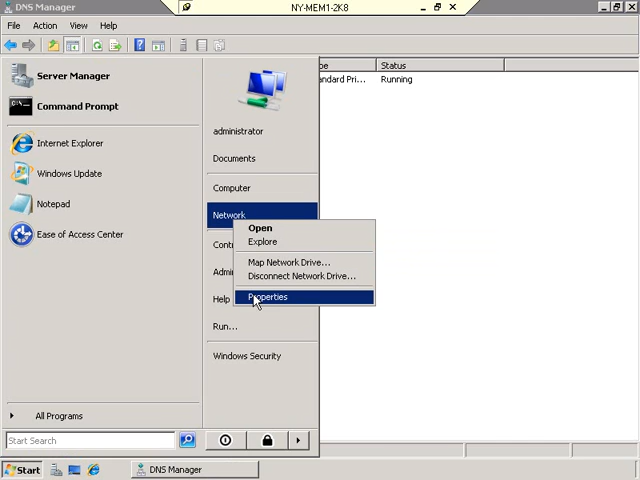 DNS Manager
NY-MEM1-2K8
File Action View Help
Server Manager
Command Prompt
Internet Explorer
Windows Update
Notepad
Ease of Access Center
All Programs
Start Search
administrator
Documents
Computer
Network
Help
Run...
Windows Security
Open
Explore
Map Network Drive...
Disconnect Network Drive...
Properties
Status
Running
Start
DNS Manager